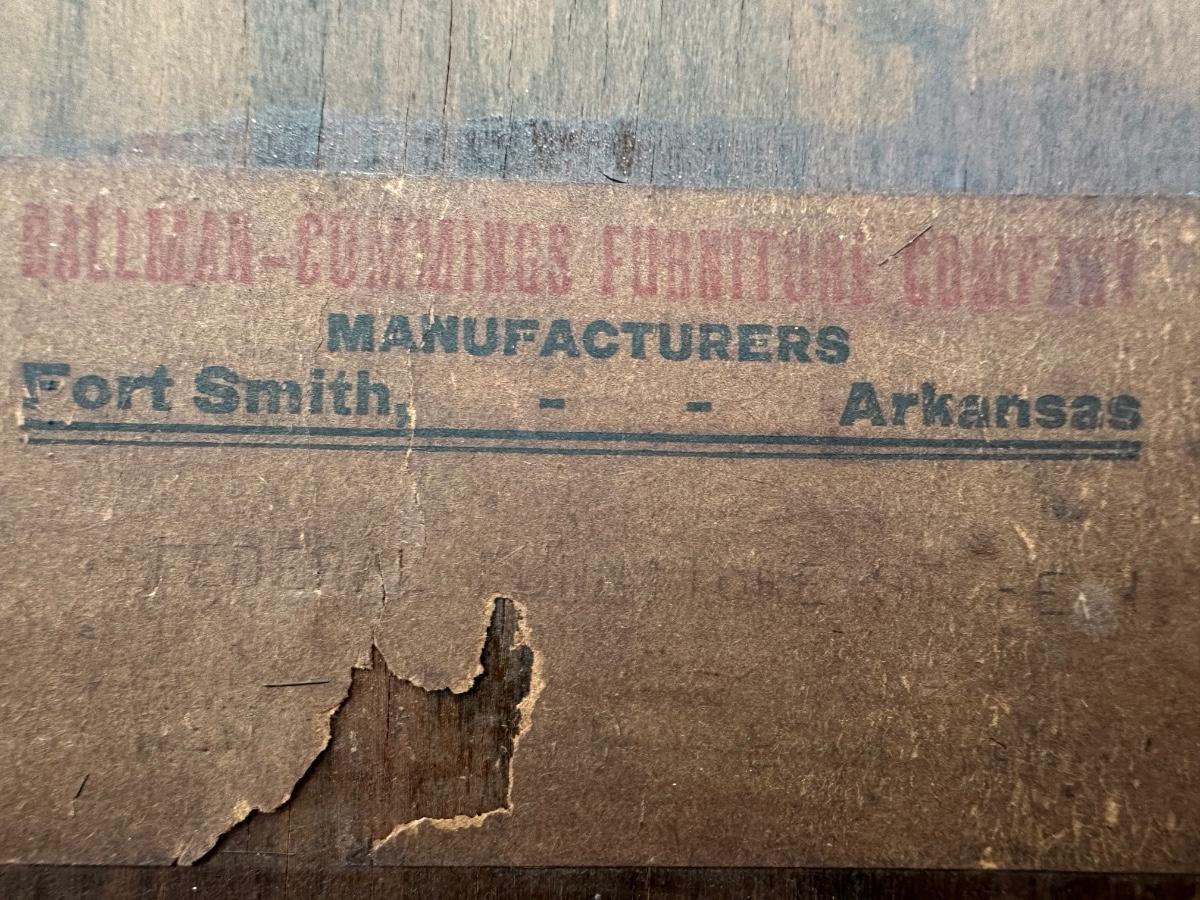 BALLMAN-CUMMINGS FURNITURE COMPANY
MANUFACTURERS
Fort Smith, - - Arkansas